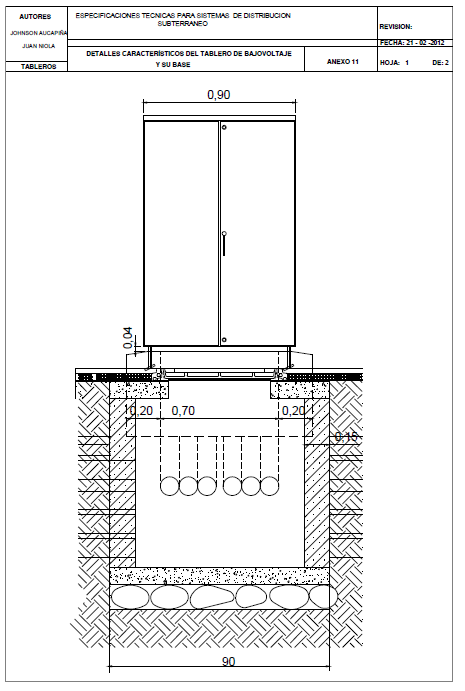 AUTORES
JOHNSON AUCAPIÑA
JUAN NIOLA
TABLEROS
ESPECIFICACIONES TECNICAS PARA SISTEMAS DE DISTRIBUCION
SUBTERRANEO
DETALLES CARACTERÍSTICOS DEL TABLERO DE BAJOVOLTAJE
Y SU BASE
ANEXO 11
REVISION:
FECHA: 21 - 02 -2012
HOJA: 1 DE: 2
0,90
0,04
0,20 0,70 0,20
0,15
90